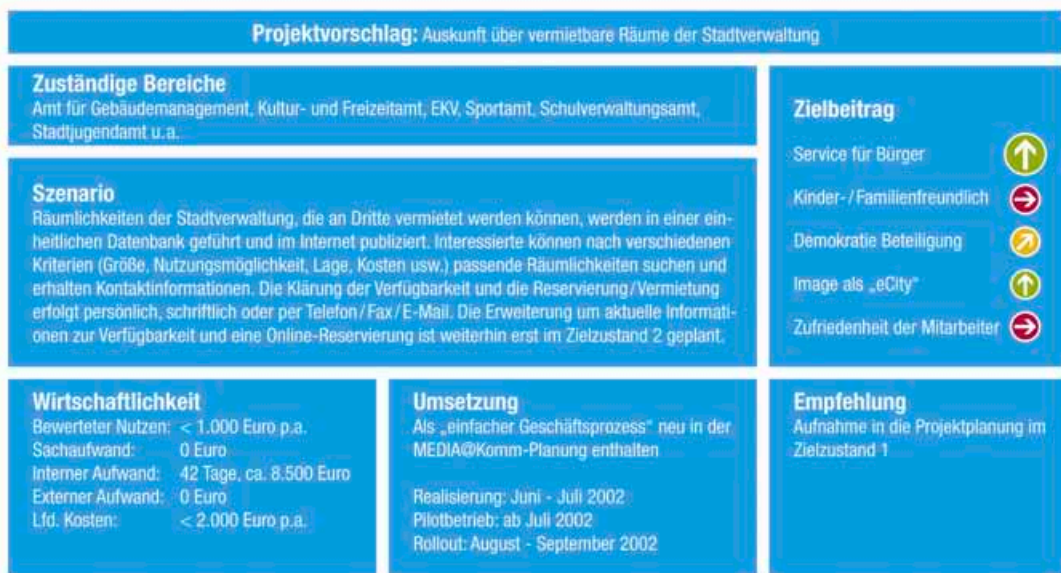 Projektvorschlag: Auskunft über vermietbare Räume der Stadtverwaltung
Zuständige Bereiche
Amt für Gebäudemanagement, Kultur- und Freizeitamt, EKV, Sportamt, Schulverwaltungsamt,
Stadtjugendamt u.a.
Szenario
Räumlichkeiten der Stadtverwaltung, die an Dritte vermietet werden können, werden in einer ein-
heitlichen Datenbank geführt und im Internet publiziert. Interessierte können nach verschiedenen
Kriterien (Größe, Nutzungsmöglichkeit, Lage, Kosten usw.) passende Räumlichkeiten suchen und
erhalten Kontaktinformationen. Die Klärung der Verfügbarkeit und die Reservierung/Vermietung
erfolgt persönlich, schriftlich oder per Telefon/Fax/E-Mail. Die Erweiterung um aktuelle Informati-
onen zur Verfügbarkeit und eine Online-Reservierung ist weiterhin erst im Zielzustand 2 geplant.
Zielbeitrag
Service für Bürger
Kinder-/Familienfreundlich
Demokratie Beteiligung
Image als „eCity“
Zufriedenheit der Mitarbeiter
Wirtschaftlichkeit
Bewerteter Nutzen: < 1.000 Euro p.a.
Sachaufwand: 0 Euro
Interner Aufwand: 42 Tage, ca. 8.500 Euro
Externer Aufwand: 0 Euro
Lfd. Kosten: < 2.000 Euro p.a.
Umsetzung
Als „einfacher Geschäftsprozess“ neu in der
MEDIA@Komm-Planung enthalten
Realisierung: Juni - Juli 2002
Pilotbetrieb: ab Juli 2002
Rollout: August - September 2002
Empfehlung
Aufnahme in die Projektplanung im
Zielzustand 1